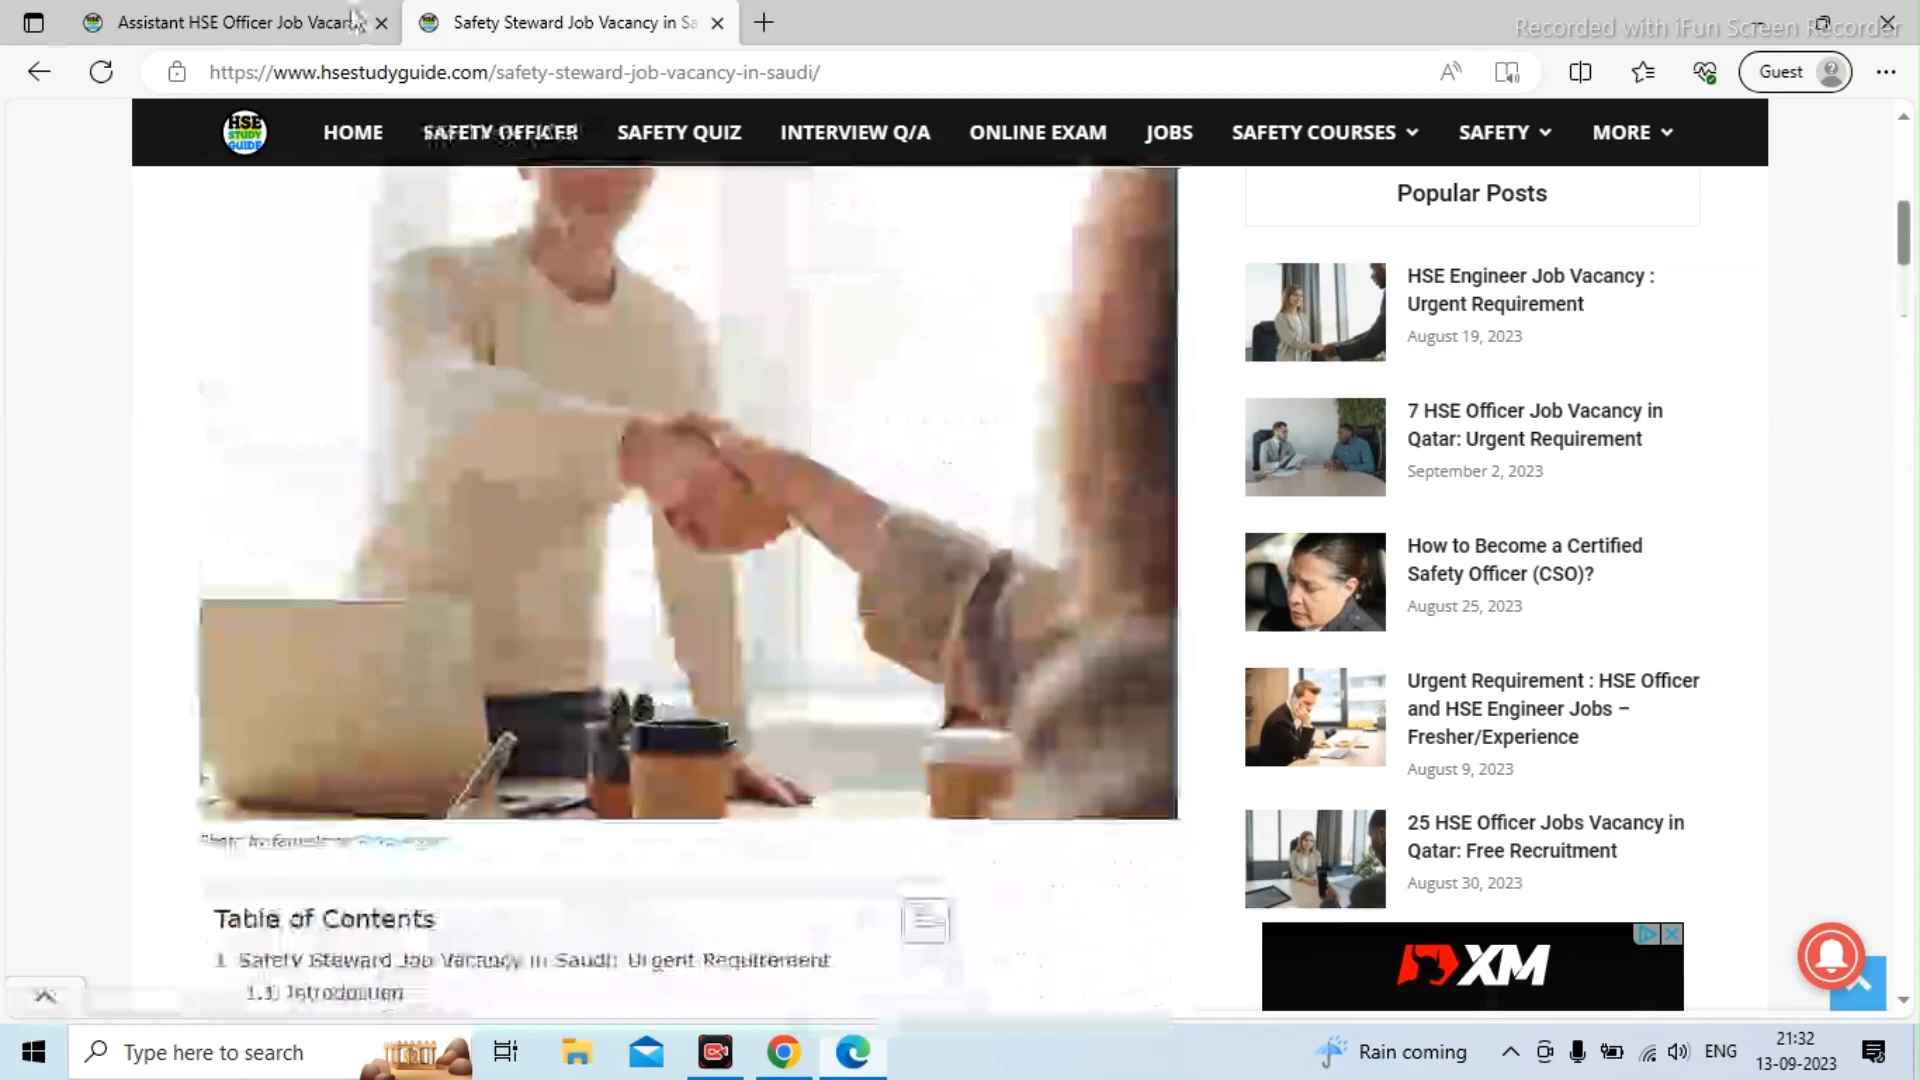 Assistant HSE Officer Job Vacan
Safety Steward Job Vacancy in Sa
Recorded with iFun Screen Recorder
https://www.hsestudyguide.com/safety-steward-job-vacancy-in-saudi/
Guest
HSE
STUDY
GUIDE
HOME
SAFETY OFFICER
SAFETY QUIZ
INTERVIEW Q/A
ONLINE EXAM
JOBS
SAFETY COURSES
SAFETY
MORE
Popular Posts
HSE Engineer Job Vacancy :
Urgent Requirement
August 19, 2023
7 HSE Officer Job Vacancy in
Qatar: Urgent Requirement
September 2, 2023
How to Become a Certified
Safety Officer (CSO)?
August 25, 2023
Urgent Requirement : HSE Officer
and HSE Engineer Jobs –
Fresher/Experience
August 9, 2023
25 HSE Officer Jobs Vacancy in
Qatar: Free Recruitment
August 30, 2023
XM
Table of Contents
1 Safety Steward Job Vacancy in Saudi: Urgent Requirement
1.1 Introduction
Type here to search
Rain coming
ENG
21:32
13-09-2023